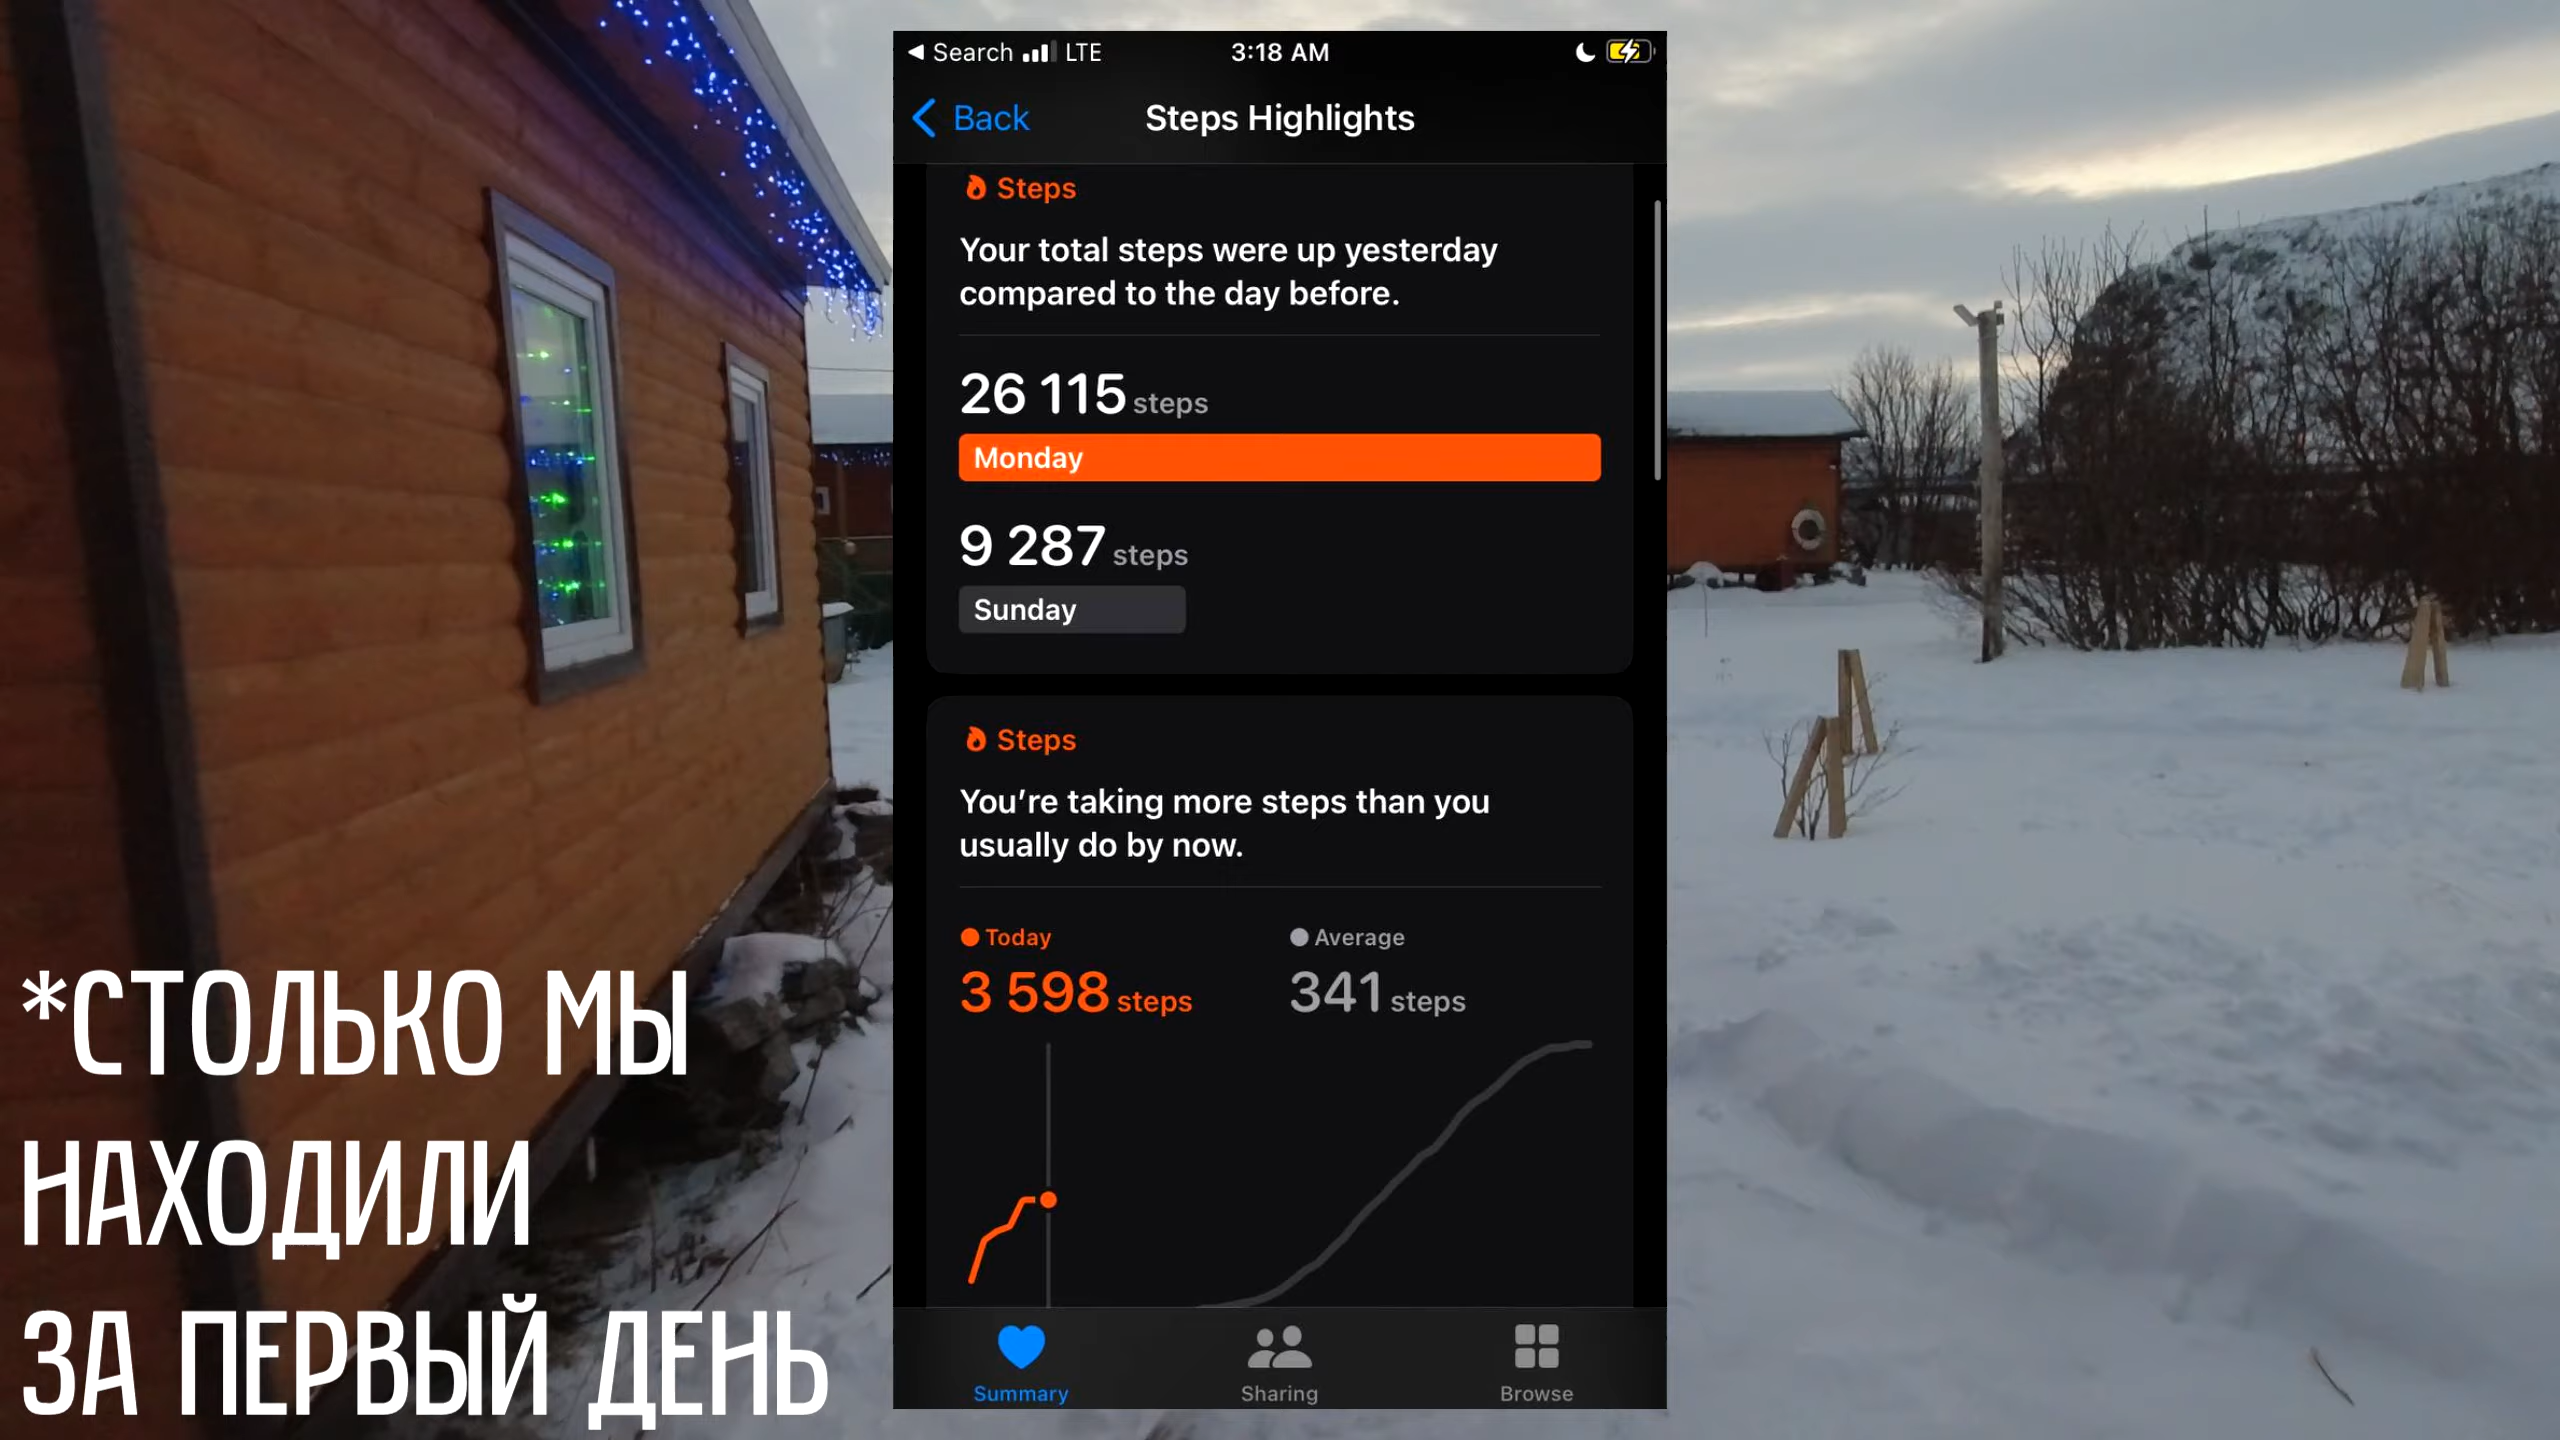 Search LTE 3:18 AM
Back Steps Highlights
Steps
Your total steps were up yesterday
compared to the day before.
26 115 steps
Monday
9 287 steps
Sunday
Steps
You’re taking more steps than you
usually do by now.
Today Average
3 598 steps 341 steps
Summary Sharing Browse
*СТОЛЬКО МЫ
НАХОДИЛИ
ЗА ПЕРВЫЙ ДЕНЬ